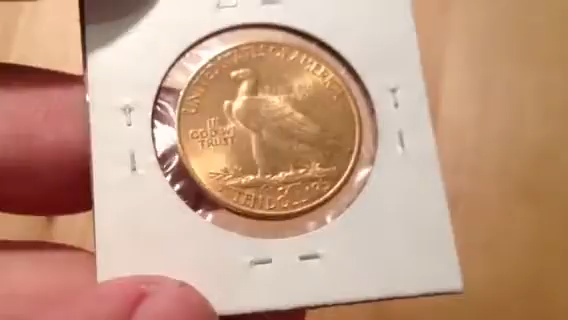 UNITED STATES OF AMERICA
IN
GOD WE
TRUST
TEN DOLLARS